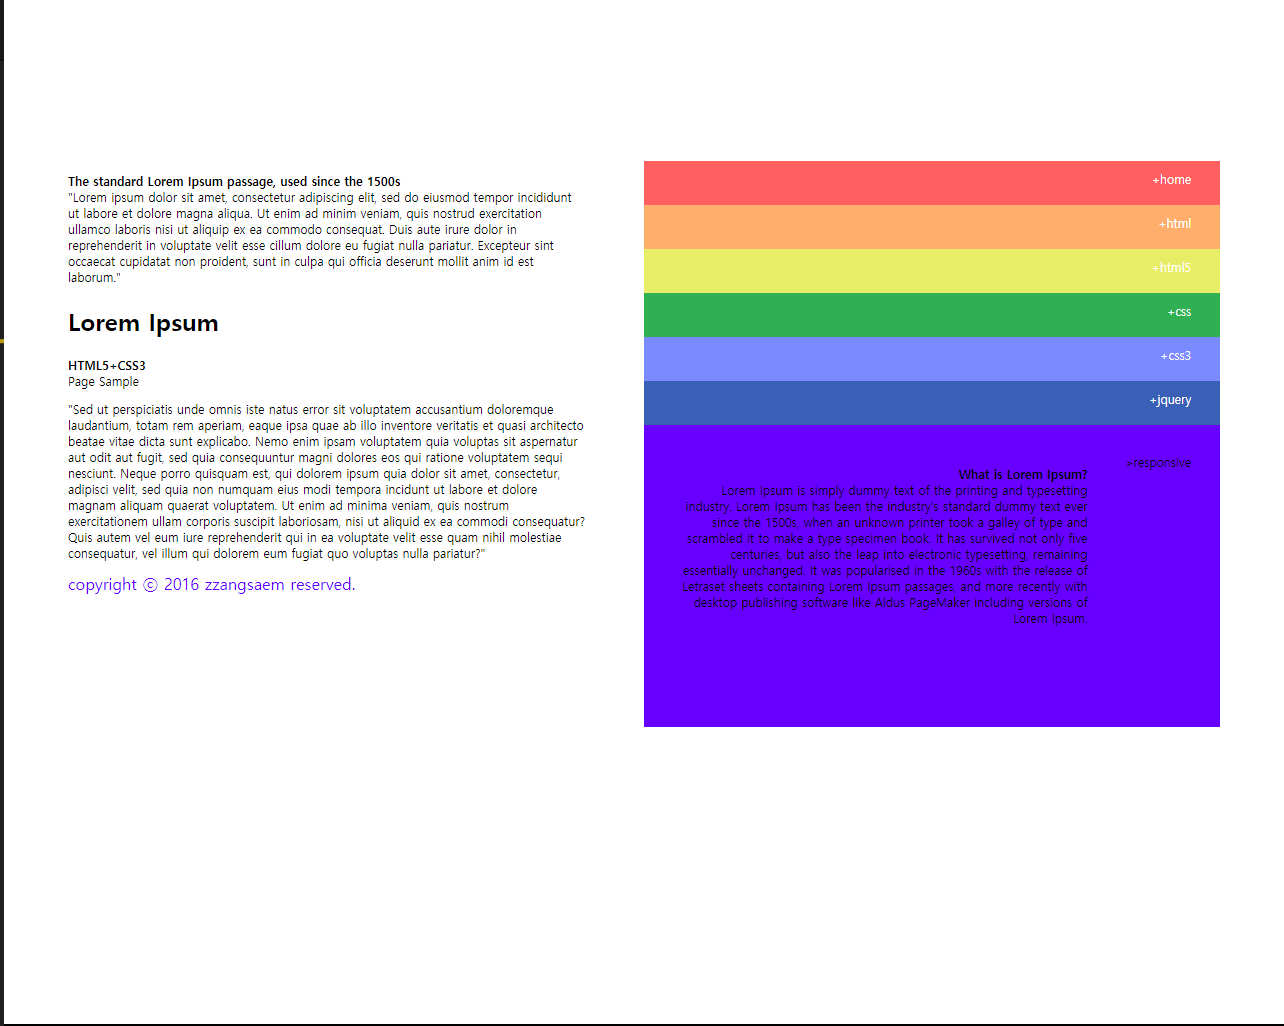 The standard Lorem Ipsum passage, used since the 1500s
"Lorem ipsum dolor sit amet, consectetur adipiscing elit, sed do eiusmod tempor incididunt
ut labore et dolore magna aliqua. Ut enim ad minim veniam, quis nostrud exercitation
ullamco laboris nisi ut aliquip ex ea commodo consequat. Duis aute irure dolor in
reprehenderit in voluptate velit esse cillum dolore eu fugiat nulla pariatur. Excepteur sint
occaecat cupidatat non proident, sunt in culpa qui officia deserunt mollit anim id est
laborum."
Lorem Ipsum
HTML5+CSS3
Page Sample
"Sed ut perspiciatis unde omnis iste natus error sit voluptatem accusantium doloremque
laudantium, totam rem aperiam, eaque ipsa quae ab illo inventore veritatis et quasi architecto
beatae vitae dicta sunt explicabo. Nemo enim ipsam voluptatem quia voluptas sit aspernatur
aut odit aut fugit, sed quia consequuntur magni dolores eos qui ratione voluptatem sequi
nesciunt. Neque porro quisquam est, qui dolorem ipsum quia dolor sit amet, consectetur,
adipisci velit, sed quia non numquam eius modi tempora incidunt ut labore et dolore
magnam aliquam quaerat voluptatem. Ut enim ad minima veniam, quis nostrum
exercitationem ullam corporis suscipit laboriosam, nisi ut aliquid ex ea commodi consequatur?
Quis autem vel eum iure reprehenderit qui in ea voluptate velit esse quam nihil molestiae
consequatur, vel illum qui dolorem eum fugiat quo voluptas nulla pariatur?"
copyright ⓒ 2016 zzangsaem reserved.
+home
+html
+html5
+css
+css3
+jquery
>responsive
What is Lorem Ipsum?
Lorem Ipsum is simply dummy text of the printing and typesetting
industry. Lorem Ipsum has been the industry's standard dummy text ever
since the 1500s, when an unknown printer took a galley of type and
scrambled it to make a type specimen book. It has survived not only five
centuries, but also the leap into electronic typesetting, remaining
essentially unchanged. It was popularised in the 1960s with the release of
Letraset sheets containing Lorem Ipsum passages, and more recently with
desktop publishing software like Aldus PageMaker including versions of
Lorem Ipsum.